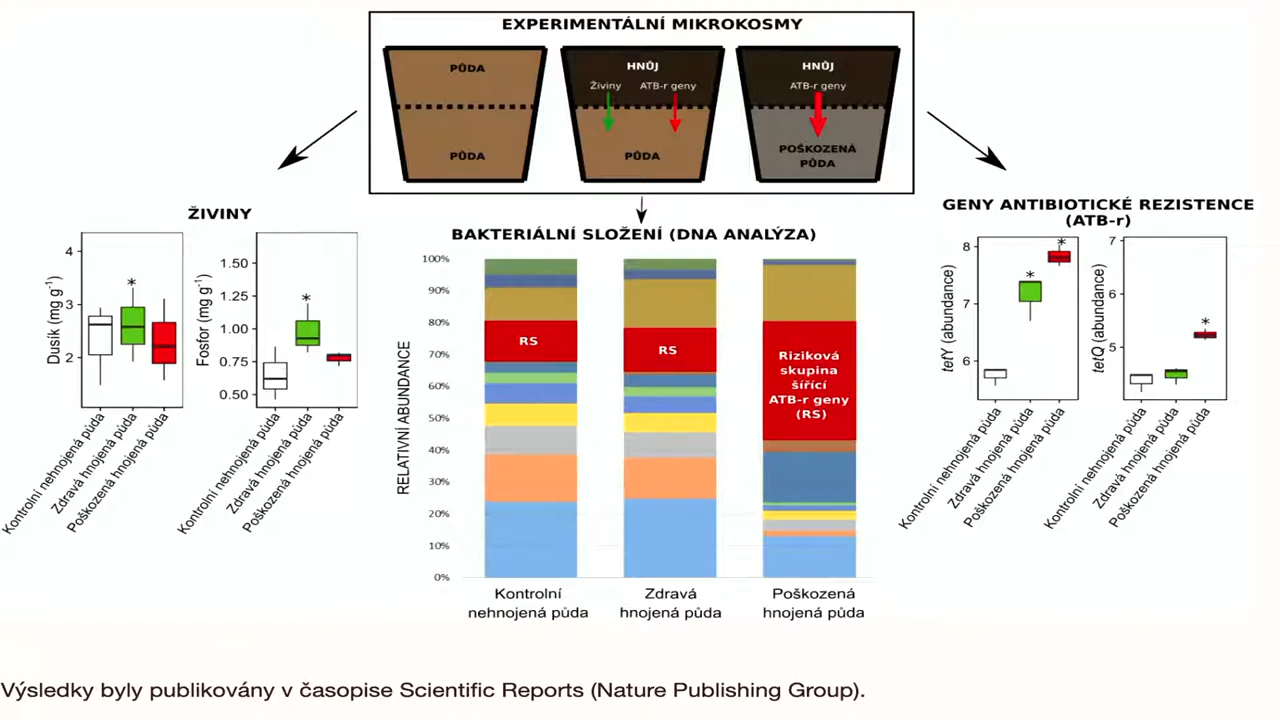 EXPERIMENTÁLNÍ MIKROKOSMY
PŮDA
PŮDA
HNŮJ
Živiny ATB-r geny
PŮDA
HNŮJ
ATB-r geny
POŠKOZENÁ
PŮDA
ŽIVINY
Dusík (mg g⁻¹)
4
3
2
*
Kontrolní nehnojená půda
Zdravá hnojená půda
Poškozená hnojená půda
Fosfor (mg g⁻¹)
1.50
1.25
1.00
0.75
0.50
*
Kontrolní nehnojená půda
Zdravá hnojená půda
Poškozená hnojená půda
BAKTERIÁLNÍ SLOŽENÍ (DNA ANALÝZA)
RELATIVNÍ ABUNDANCE
100%
90%
80%
70%
60%
50%
40%
30%
20%
10%
0%
RS
RS
Riziková
skupina
šířící
ATB-r geny
(RS)
Kontrolní
nehnojená půda
Zdravá
hnojená půda
Poškozená
hnojená půda
GENY ANTIBIOTICKÉ REZISTENCE
(ATB-r)
tetY (abundance)
8
7
6
*
*
Kontrolní nehnojená půda
Zdravá hnojená půda
Poškozená hnojená půda
tetQ (abundance)
7
6
5
*
Kontrolní nehnojená půda
Zdravá hnojená půda
Poškozená hnojená půda
Výsledky byly publikovány v časopise Scientific Reports (Nature Publishing Group).